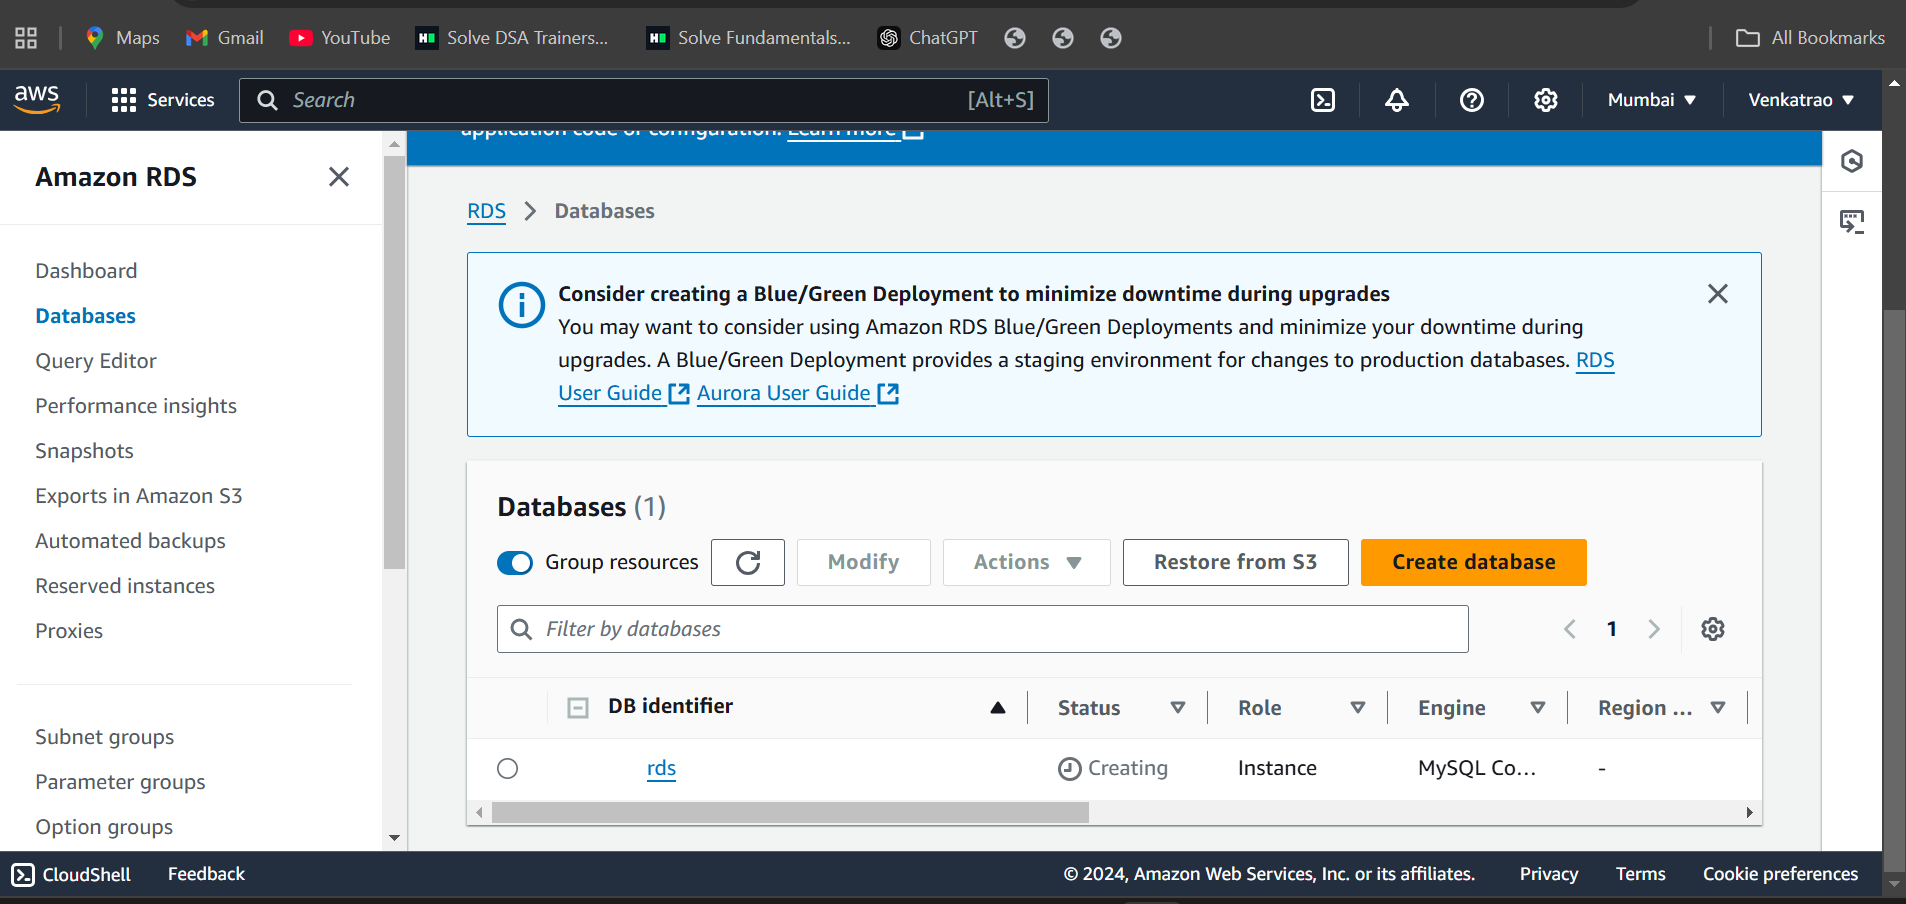 Maps
Gmail
YouTube
Solve DSA Trainers...
Solve Fundamentals...
ChatGPT
All Bookmarks
aws
Services
Search
[Alt+S]
Mumbai
Venkatrao
application code or configuration. Learn more
Amazon RDS
Dashboard
Databases
Query Editor
Performance insights
Snapshots
Exports in Amazon S3
Automated backups
Reserved instances
Proxies
Subnet groups
Parameter groups
Option groups
RDS
Databases
Consider creating a Blue/Green Deployment to minimize downtime during upgrades
You may want to consider using Amazon RDS Blue/Green Deployments and minimize your downtime during
upgrades. A Blue/Green Deployment provides a staging environment for changes to production databases. RDS
User Guide Aurora User Guide
Databases (1)
Group resources
Modify
Actions
Restore from S3
Create database
Filter by databases
1
DB identifier
Status
Role
Engine
Region ...
rds
Creating
Instance
MySQL Co...
-
CloudShell
Feedback
© 2024, Amazon Web Services, Inc. or its affiliates.
Privacy
Terms
Cookie preferences